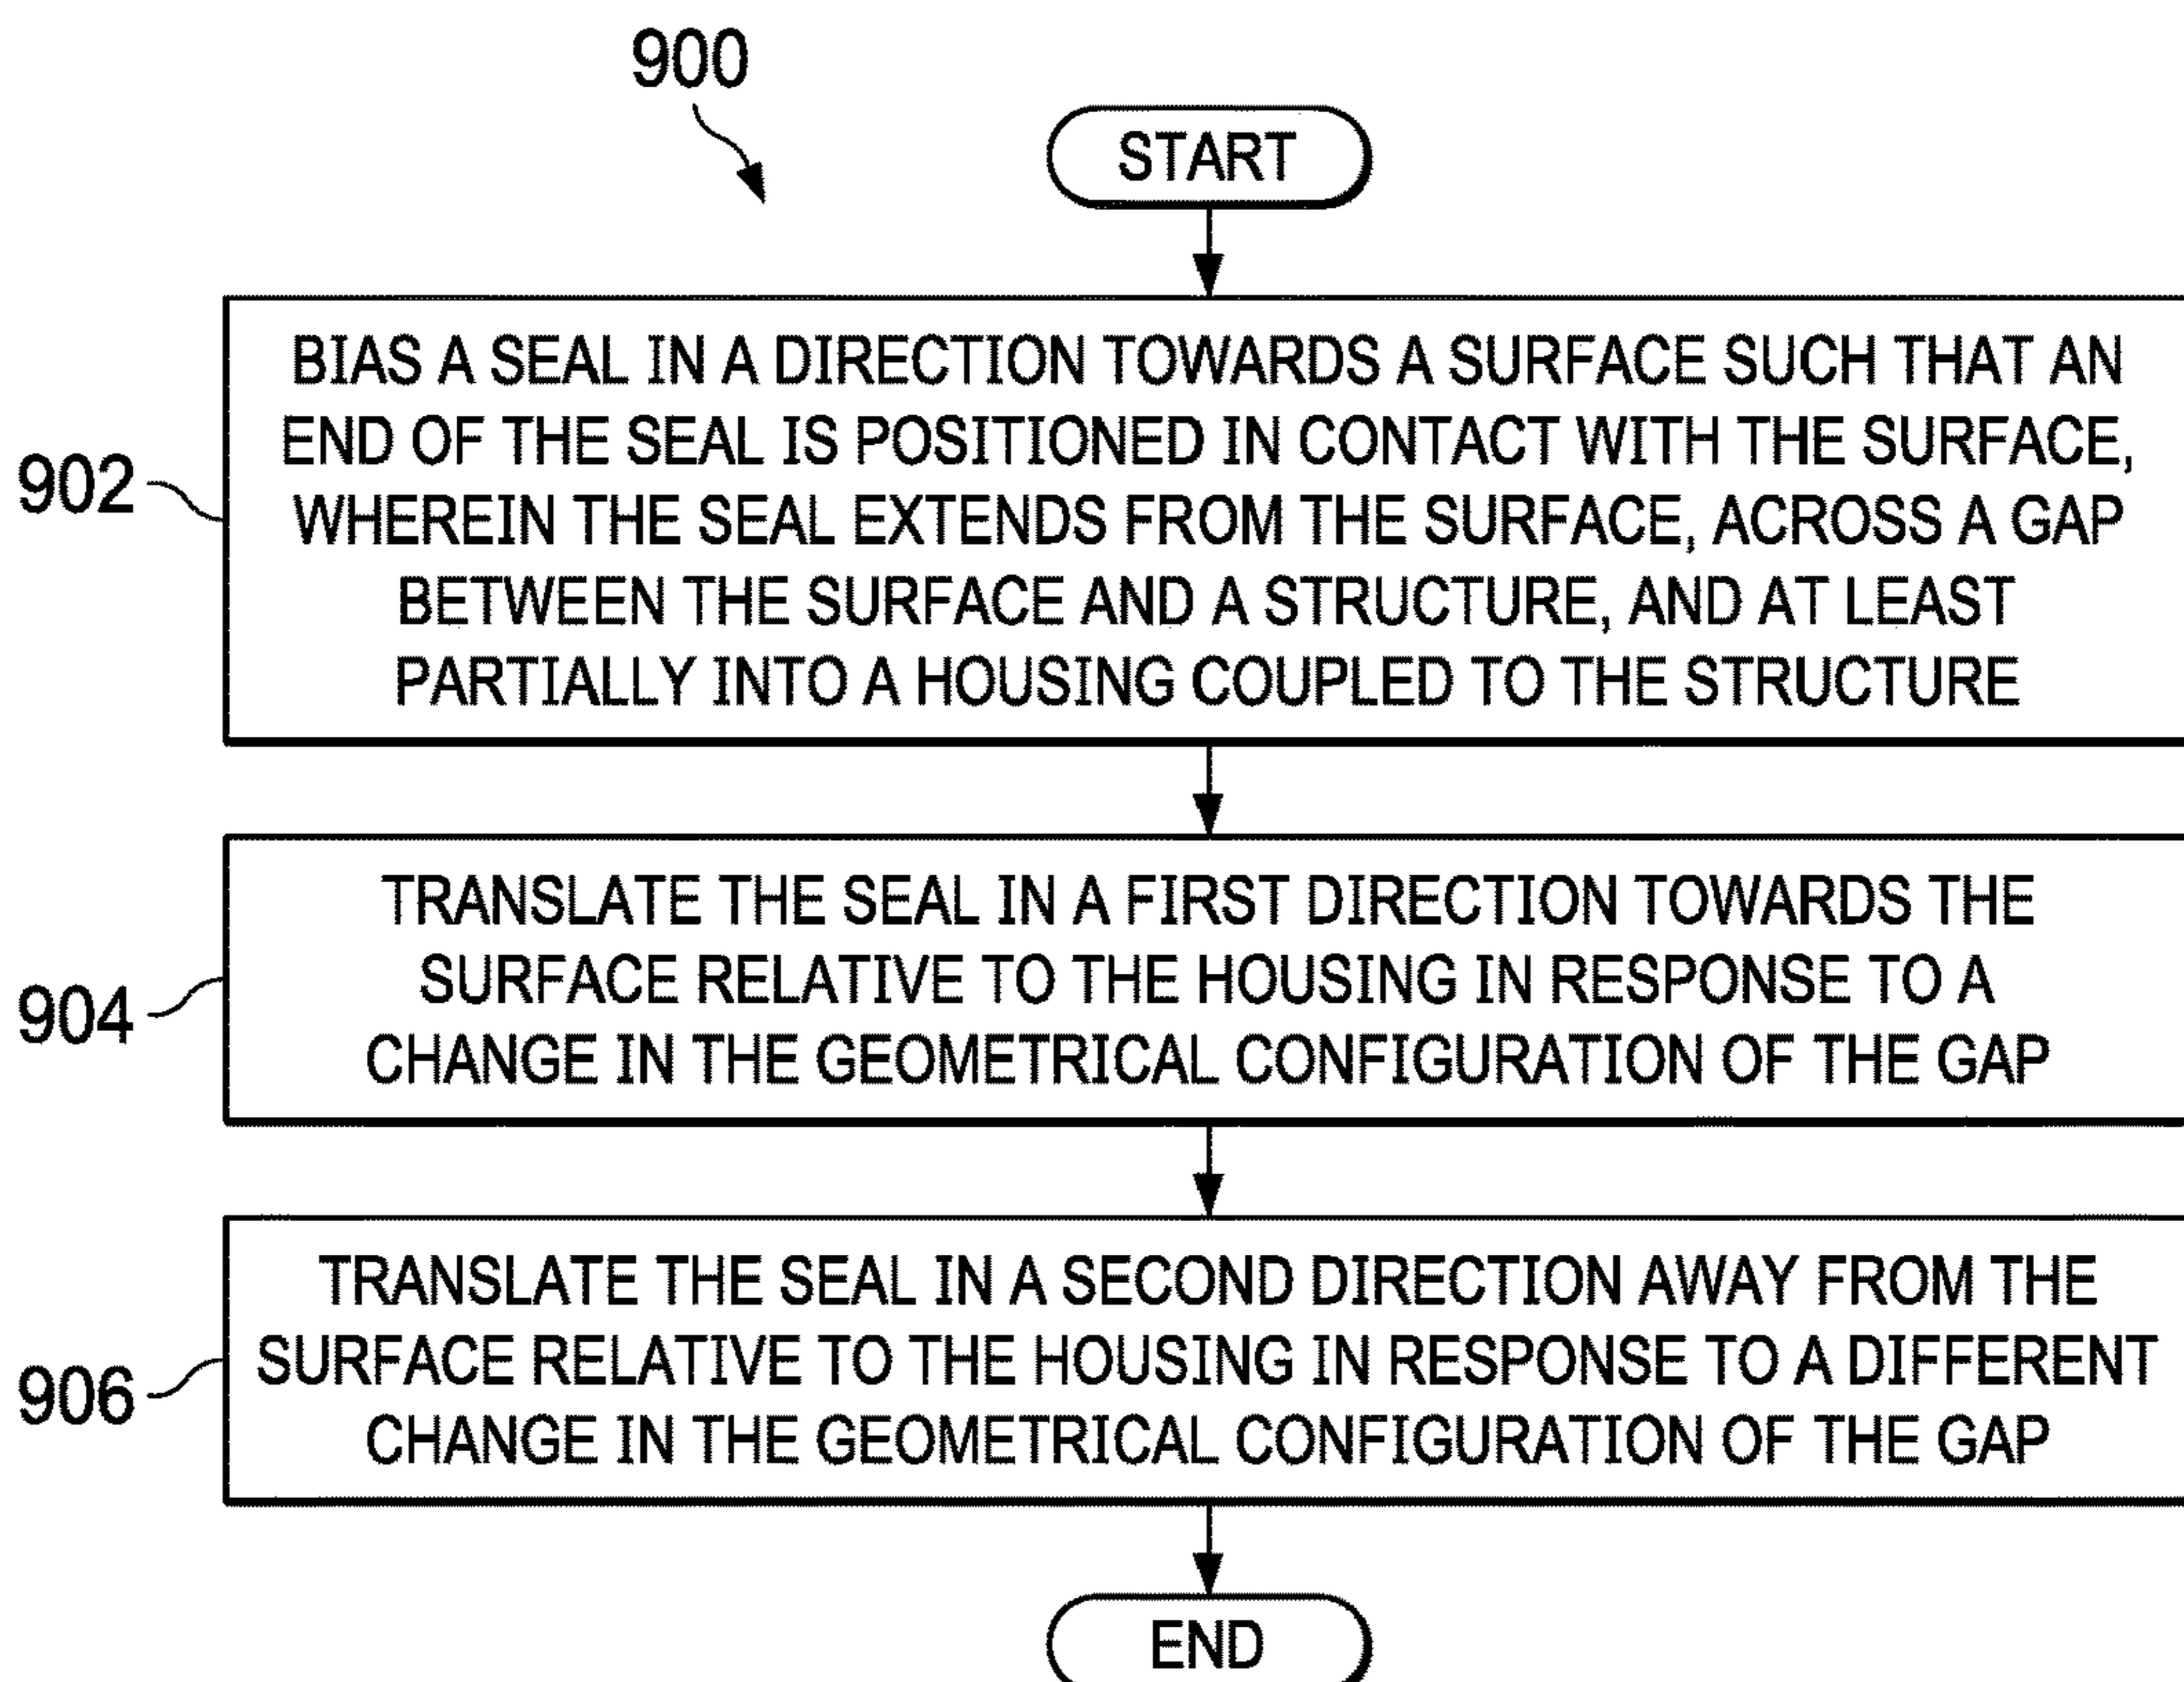 900
START
902
BIAS A SEAL IN A DIRECTION TOWARDS A SURFACE SUCH THAT AN
END OF THE SEAL IS POSITIONED IN CONTACT WITH THE SURFACE,
WHEREIN THE SEAL EXTENDS FROM THE SURFACE, ACROSS A GAP
BETWEEN THE SURFACE AND A STRUCTURE, AND AT LEAST
PARTIALLY INTO A HOUSING COUPLED TO THE STRUCTURE
904
TRANSLATE THE SEAL IN A FIRST DIRECTION TOWARDS THE
SURFACE RELATIVE TO THE HOUSING IN RESPONSE TO A
CHANGE IN THE GEOMETRICAL CONFIGURATION OF THE GAP
906
TRANSLATE THE SEAL IN A SECOND DIRECTION AWAY FROM THE
SURFACE RELATIVE TO THE HOUSING IN RESPONSE TO A DIFFERENT
CHANGE IN THE GEOMETRICAL CONFIGURATION OF THE GAP
END